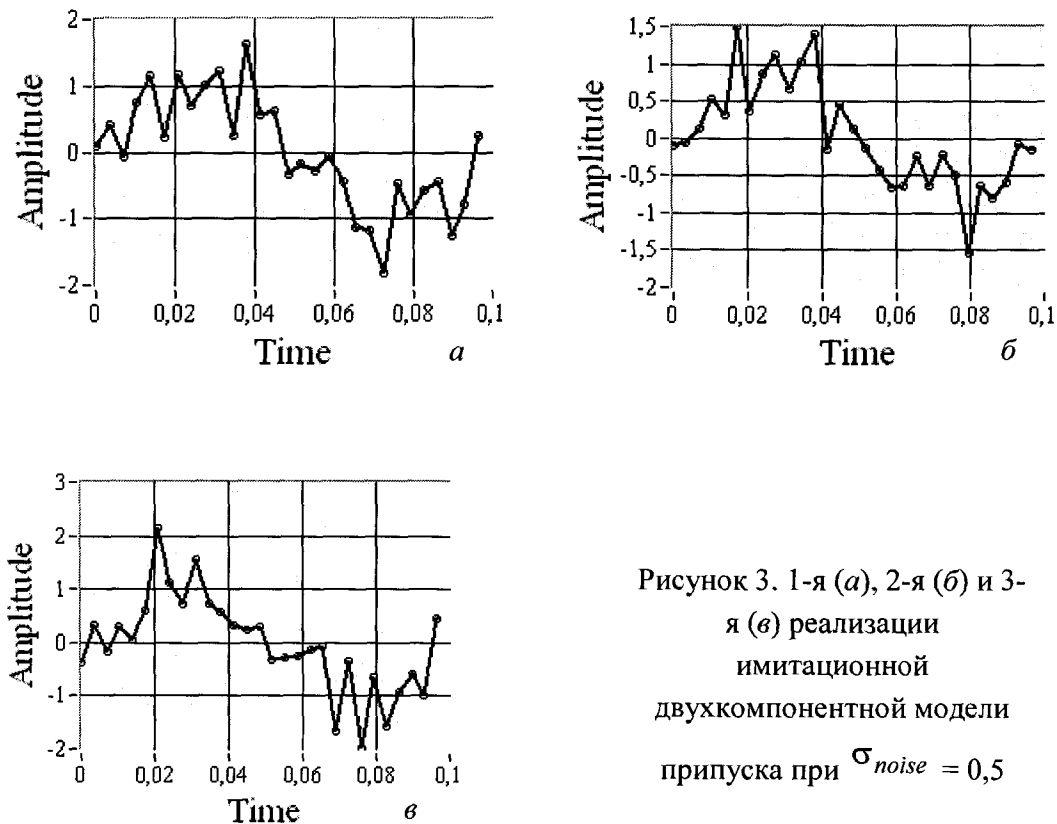 2
1
0
-1
-2
Amplitude
0 0,02 0,04 0,06 0,08 0,1
Time а
1,5
1
0,5
0
-0,5
-1
-1,5
-2
Amplitude
0 0,02 0,04 0,06 0,08 0,1
Time б
3
2
1
0
-1
-2
Amplitude
0 0,02 0,04 0,06 0,08 0,1
Time в
Рисунок 3. 1-я (а), 2-я (б) и 3-
я (в) реализации
имитационной
двухкомпонентной модели
припуска при σnoise = 0,5